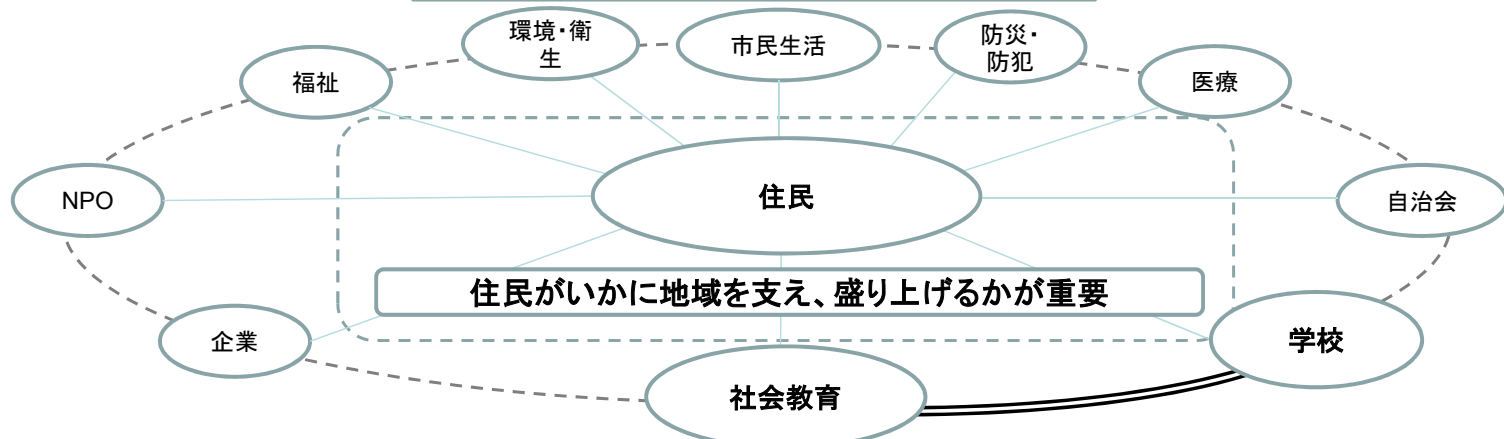 環境・衛
生
市民生活
防災・
防犯
福祉
医療
NPO
住民
自治会
住民がいかに地域を支え、盛り上げるかが重要
企業
学校
社会教育